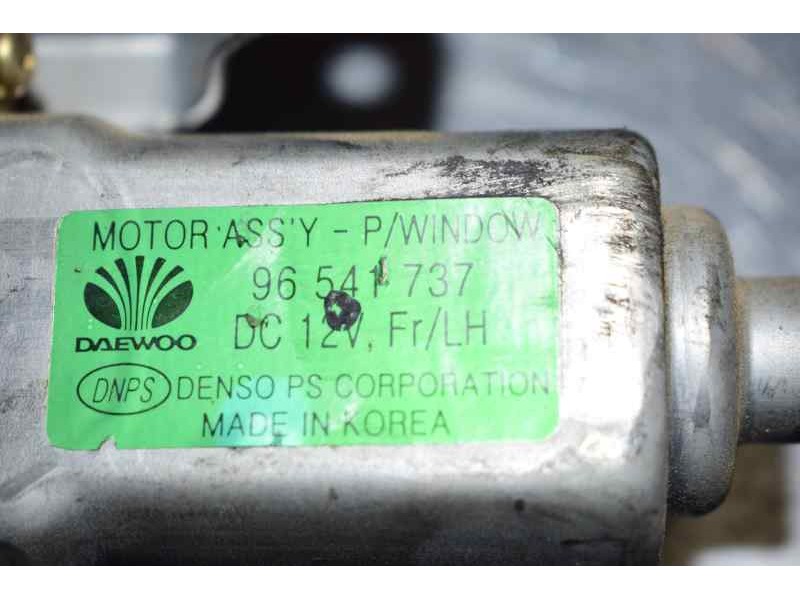 MOTOR ASS'Y - P/WINDOW
96 541 737
DAEWOO
DC 12V, Fr/LH
DNPS DENSO PS CORPORATION
MADE IN KOREA